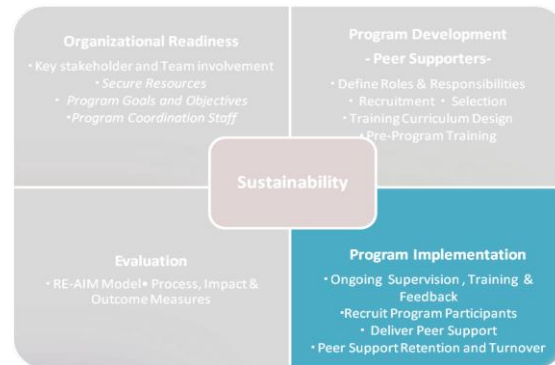 Organizational Readiness
• Key stakeholder and Team involvement
• Secure Resources
• Program Goals and Objectives
• Program Coordination Staff
Program Development
- Peer Supporters-
• Define Roles & Responsibilities
• Recruitment • Selection
• Training Curriculum Design
• Pre-Program Training
Sustainability
Evaluation
• RE-AIM Model• Process, Impact &
Outcome Measures
Program Implementation
• Ongoing Supervision , Training &
Feedback
•Recruit Program Participants
• Deliver Peer Support
•Peer Support Retention and Turnover